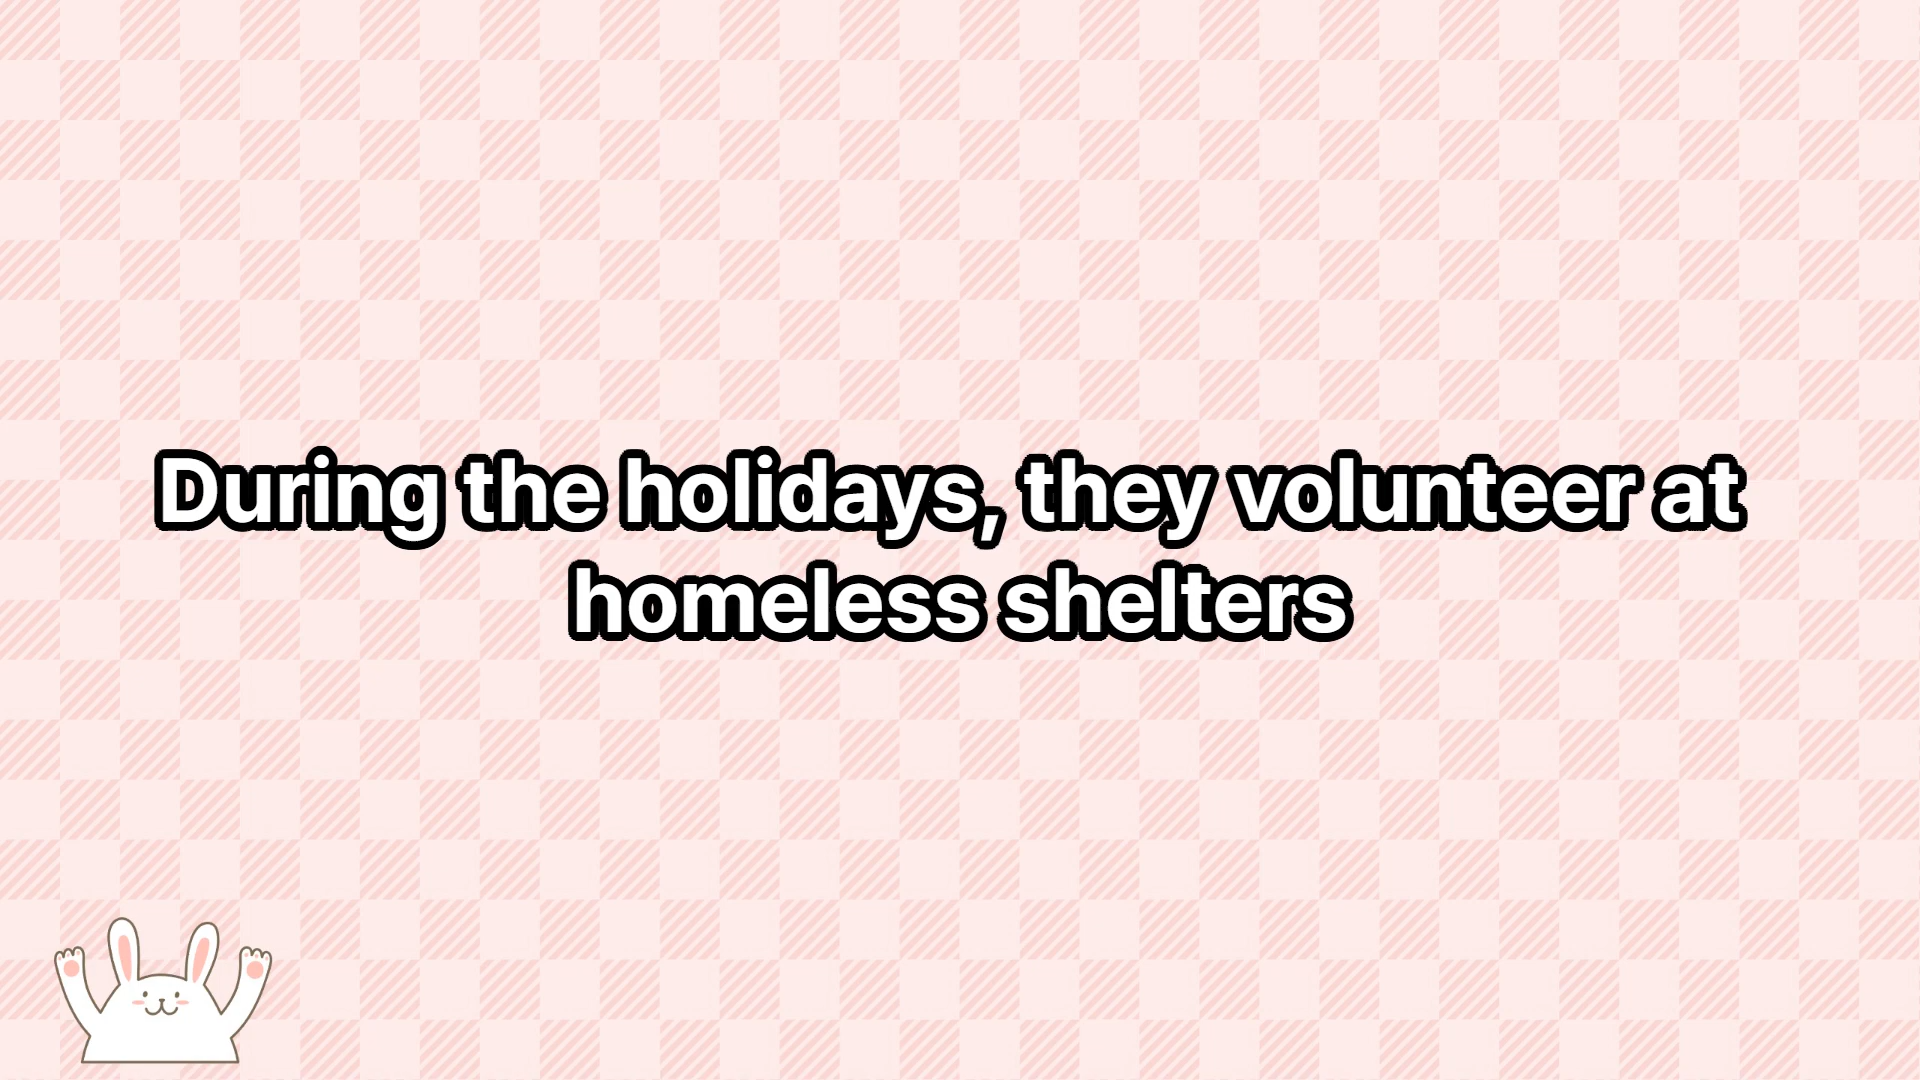 During the holidays, they volunteer at
homeless shelters